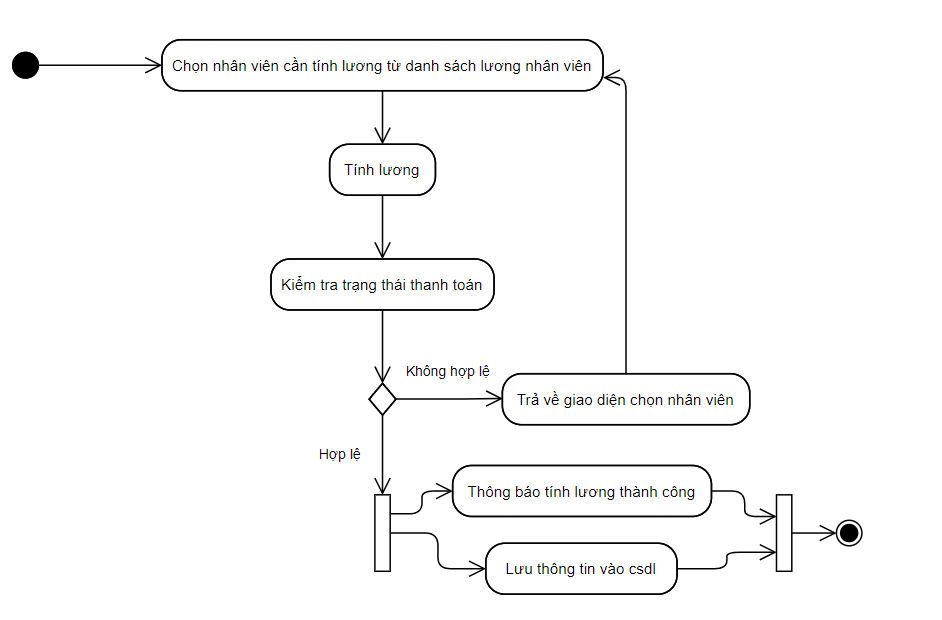 Chọn nhân viên cần tính lương từ danh sách lương nhân viên
Tính lương
Kiểm tra trạng thái thanh toán
Không hợp lệ
Trả về giao diện chọn nhân viên
Hợp lệ
Thông báo tính lương thành công
Lưu thông tin vào csdl